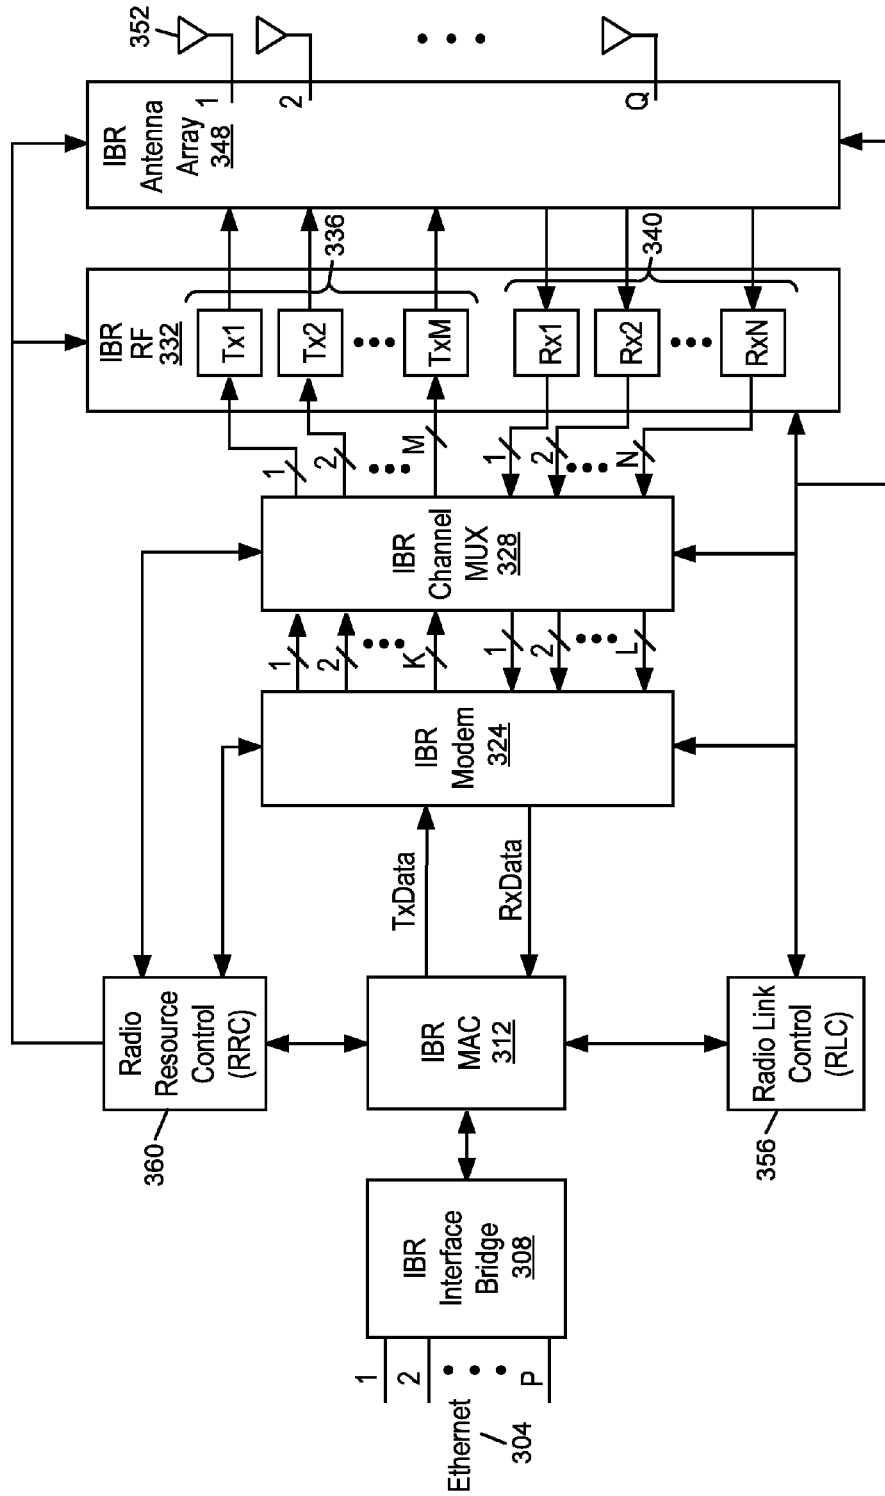 Ethernet
304
1
2
P
IBR
Interface
Bridge
308
360
Radio
Resource
Control
(RRC)
IBR
MAC
312
356
Radio Link
Control
(RLC)
TxData
RxData
IBR
Modem
324
1
2
K
1
2
L
IBR
Channel
MUX
328
1
2
M
1
2
N
IBR
RF
332
Tx1
Tx2
TxM
336
Rx1
Rx2
RxN
340
IBR
Antenna
Array
348
1
2
Q
352